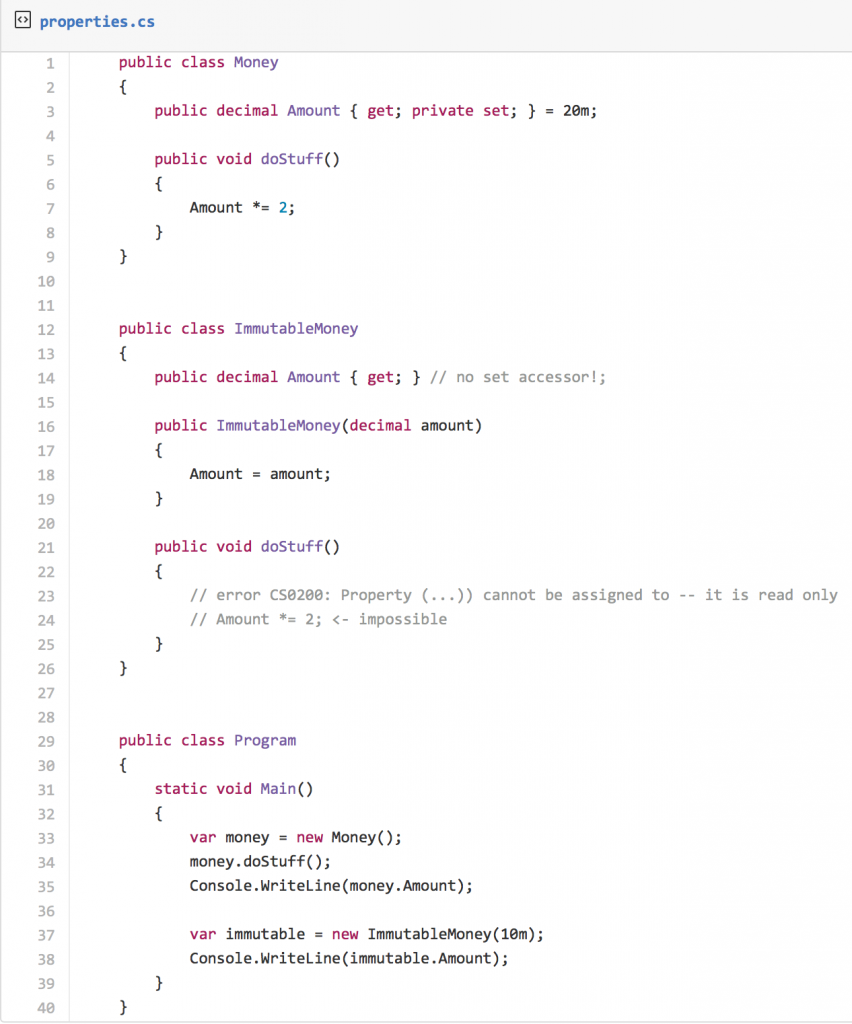 properties.cs
1 public class Money
2 {
3 public decimal Amount { get; private set; } = 20m;
4
5 public void doStuff()
6 {
7 Amount *= 2;
8 }
9 }
10
11
12 public class ImmutableMoney
13 {
14 public decimal Amount { get; } // no set accessor!;
15
16 public ImmutableMoney(decimal amount)
17 {
18 Amount = amount;
19 }
20
21 public void doStuff()
22 {
23 // error CS0200: Property (...)) cannot be assigned to -- it is read only
24 // Amount *= 2; <- impossible
25 }
26 }
27
28
29 public class Program
30 {
31 static void Main()
32 {
33 var money = new Money();
34 money.doStuff();
35 Console.WriteLine(money.Amount);
36
37 var immutable = new ImmutableMoney(10m);
38 Console.WriteLine(immutable.Amount);
39 }
40 }